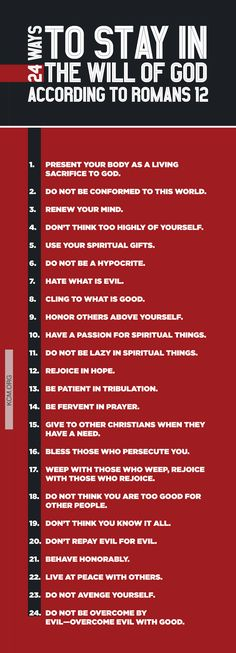 24 WAYS
TO STAY IN
THE WILL OF GOD
ACCORDING TO ROMANS 12
1. PRESENT YOUR BODY AS A LIVING
SACRIFICE TO GOD.
2. DO NOT BE CONFORMED TO THIS WORLD.
3. RENEW YOUR MIND.
4. DON'T THINK TOO HIGHLY OF YOURSELF.
5. USE YOUR SPIRITUAL GIFTS.
6. DO NOT BE A HYPOCRITE.
7. HATE WHAT IS EVIL.
8. CLING TO WHAT IS GOOD.
9. HONOR OTHERS ABOVE YOURSELF.
10. HAVE A PASSION FOR SPIRITUAL THINGS.
11. DO NOT BE LAZY IN SPIRITUAL THINGS.
12. REJOICE IN HOPE.
13. BE PATIENT IN TRIBULATION.
14. BE FERVENT IN PRAYER.
15. GIVE TO OTHER CHRISTIANS WHEN THEY
HAVE A NEED.
16. BLESS THOSE WHO PERSECUTE YOU.
17. WEEP WITH THOSE WHO WEEP, REJOICE
WITH THOSE WHO REJOICE.
18. DO NOT THINK YOU ARE TOO GOOD FOR
OTHER PEOPLE.
19. DON'T THINK YOU KNOW IT ALL.
20. DON'T REPAY EVIL FOR EVIL.
21. BEHAVE HONORABLY.
22. LIVE AT PEACE WITH OTHERS.
23. DO NOT AVENGE YOURSELF.
24. DO NOT BE OVERCOME BY
EVIL—OVERCOME EVIL WITH GOOD.
KCM.ORG